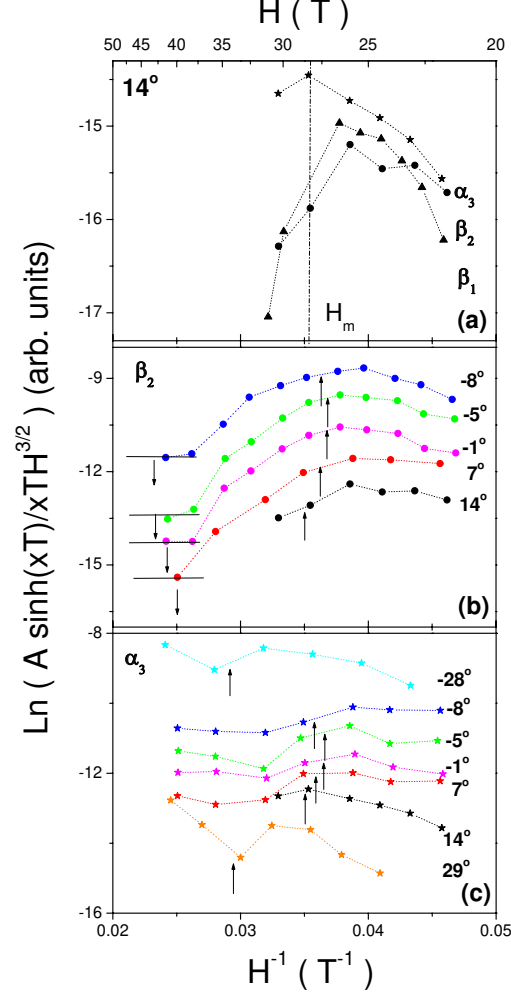 H ( T )
50 45 40 35 30 25 20
14°
-15
-16
-17
α₃
β₂
β₁
Hₘ
(a)
β₂
-9
-12
-15
-8°
-5°
-1°
7°
14°
(b)
Ln ( A sinh(xT)/xTH^{3/2} ) (arb. units)
α₃
-8
-12
-16
-28°
-8°
-5°
-1°
7°
14°
29°
(c)
0.02 0.03 0.04 0.05
H⁻¹ ( T⁻¹ )